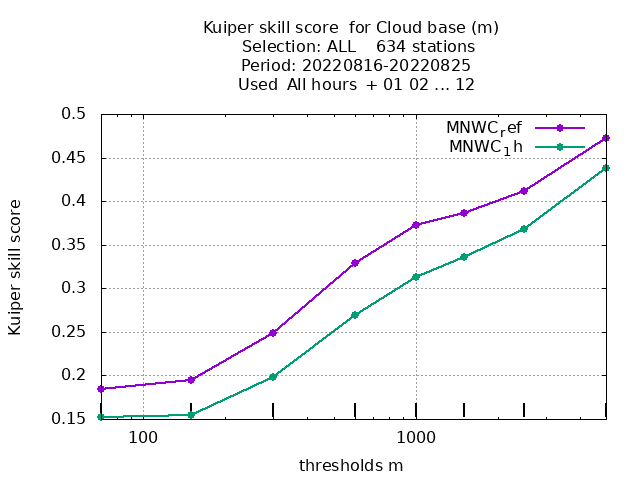 Kuiper skill score  for Cloud base (m)
Selection: ALL    634 stations
Period: 20220816-20220825
Used  All hours  + 01 02 ... 12
MNWC_ref
MNWC_1h
0.5
0.45
0.4
0.35
0.3
0.25
0.2
0.15
Kuiper skill score
100
1000
thresholds m